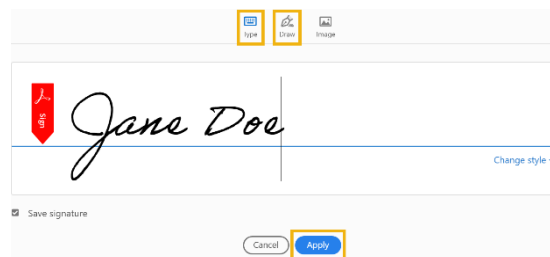 Type Draw Image
Sign
Jane Doe
Change style
Save signature
Cancel Apply